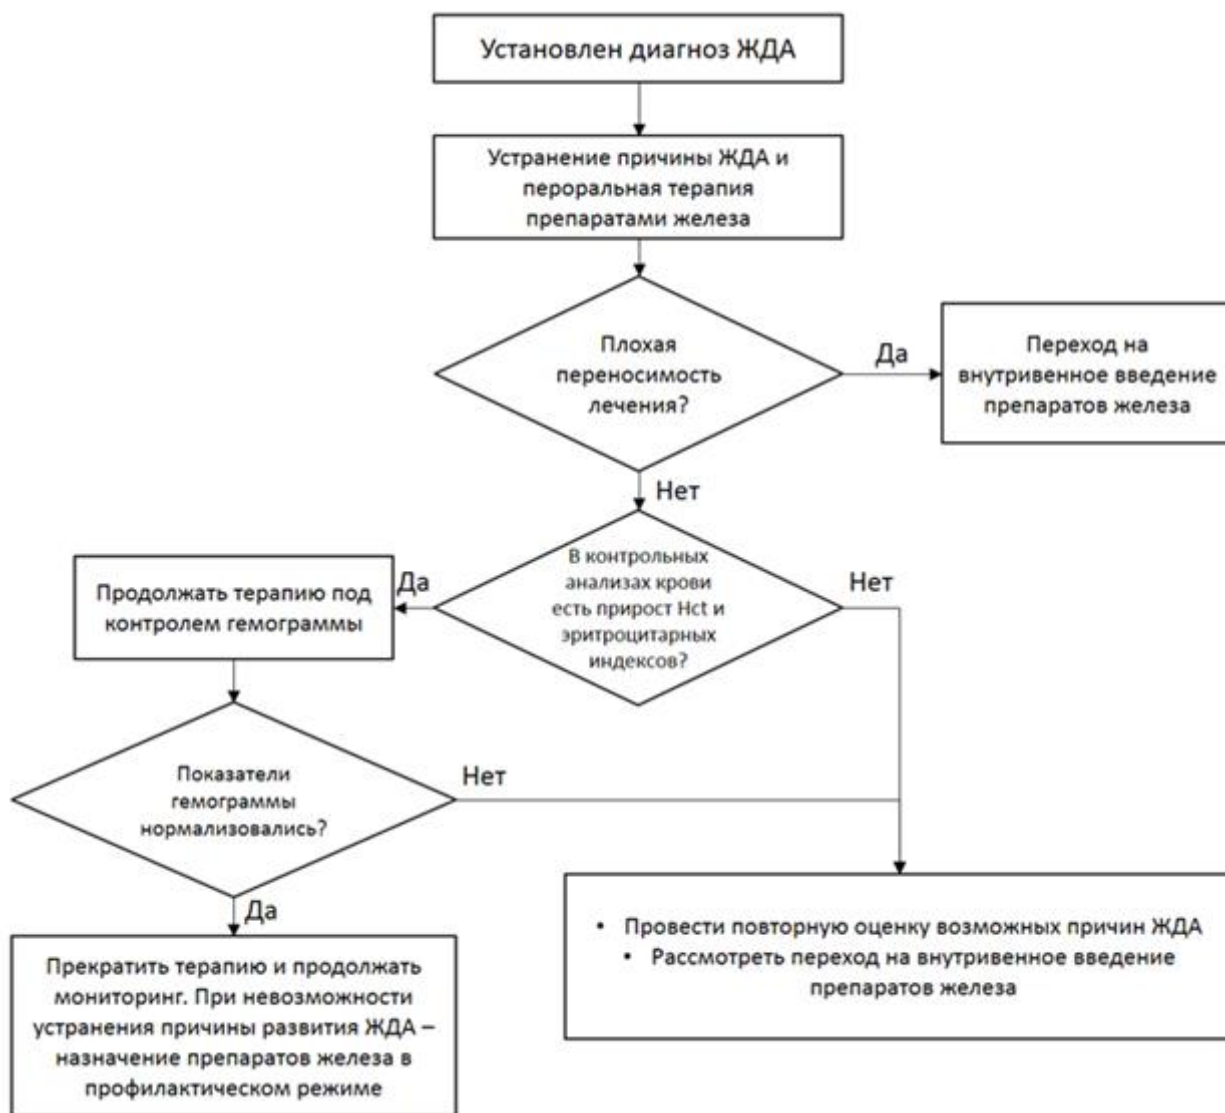 Установлен диагноз ЖДА
Устранение причины ЖДА и
пероральная терапия
препаратами железа
Плохая
переносимость
лечения?
Да
Переход на
внутривенное введение
препаратов железа
Нет
В контрольных
анализах крови
есть прирост Hct и
эритроцитарных
индексов?
Да
Нет
Продолжать терапию под
контролем гемограммы
Показатели
гемограммы
нормализовались?
Нет
Да
• Провести повторную оценку возможных причин ЖДА
• Рассмотреть переход на внутривенное введение
препаратов железа
Прекратить терапию и продолжать
мониторинг. При невозможности
устранения причины развития ЖДА –
назначение препаратов железа в
профилактическом режиме